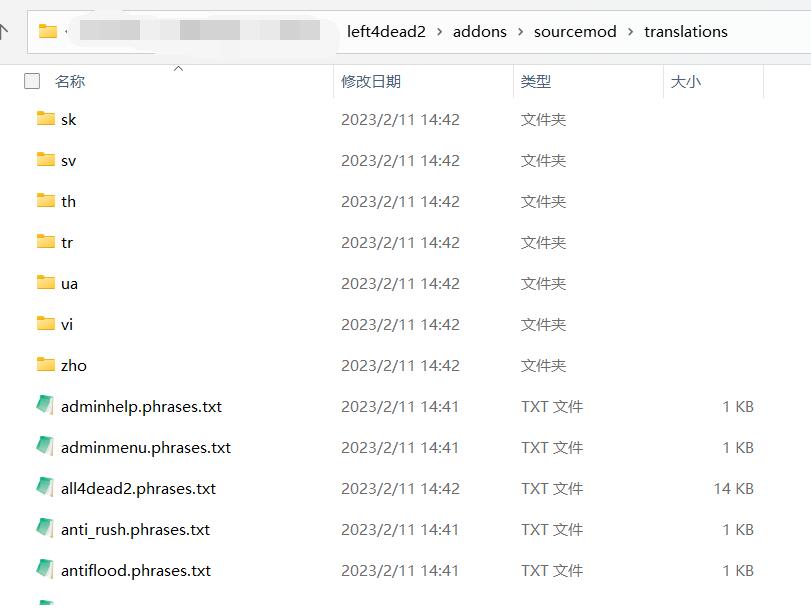 left4dead2 › addons › sourcemod › translations
名称 修改日期 类型 大小
sk 2023/2/11 14:42 文件夹
sv 2023/2/11 14:42 文件夹
th 2023/2/11 14:42 文件夹
tr 2023/2/11 14:42 文件夹
ua 2023/2/11 14:42 文件夹
vi 2023/2/11 14:42 文件夹
zho 2023/2/11 14:42 文件夹
adminhelp.phrases.txt 2023/2/11 14:41 TXT 文件 1 KB
adminmenu.phrases.txt 2023/2/11 14:41 TXT 文件 1 KB
all4dead2.phrases.txt 2023/2/11 14:42 TXT 文件 14 KB
anti_rush.phrases.txt 2023/2/11 14:41 TXT 文件 1 KB
antiflood.phrases.txt 2023/2/11 14:41 TXT 文件 1 KB